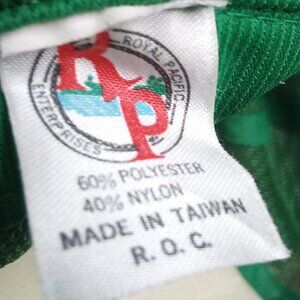 ROYAL PACIFIC
ENTERPRISES
RP
60% POLYESTER
40% NYLON
MADE IN TAIWAN
R. O. C.